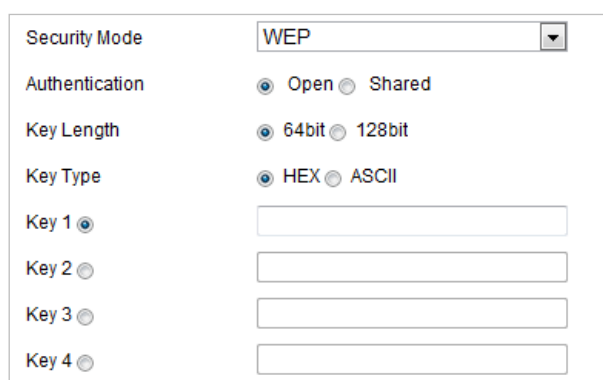 Security Mode WEP
Authentication Open Shared
Key Length 64bit 128bit
Key Type HEX ASCII
Key 1
Key 2
Key 3
Key 4